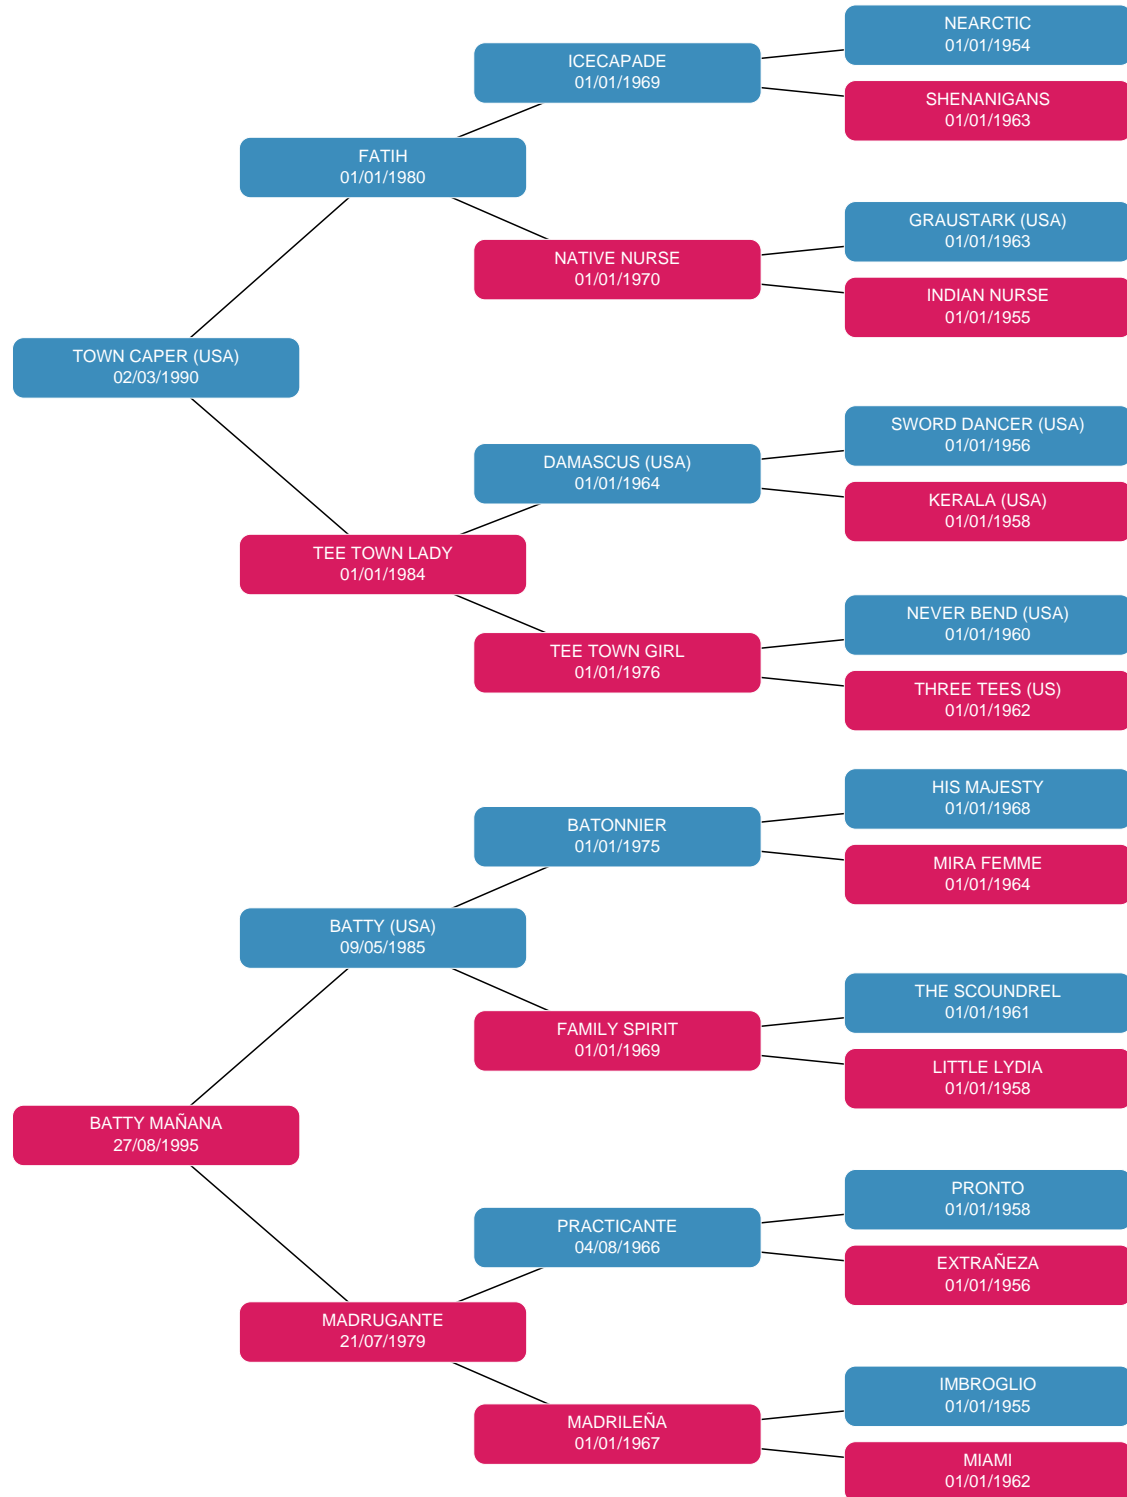 NEARCTIC
01/01/1954
ICECAPADE
01/01/1969
SHENANIGANS
01/01/1963
FATIH
01/01/1980
GRAUSTARK (USA)
01/01/1963
NATIVE NURSE
01/01/1970
INDIAN NURSE
01/01/1955
TOWN CAPER (USA)
02/03/1990
SWORD DANCER (USA)
01/01/1956
DAMASCUS (USA)
01/01/1964
KERALA (USA)
01/01/1958
TEE TOWN LADY
01/01/1984
NEVER BEND (USA)
01/01/1960
TEE TOWN GIRL
01/01/1976
THREE TEES (US)
01/01/1962
HIS MAJESTY
01/01/1968
BATONNIER
01/01/1975
MIRA FEMME
01/01/1964
BATTY (USA)
09/05/1985
THE SCOUNDREL
01/01/1961
FAMILY SPIRIT
01/01/1969
LITTLE LYDIA
01/01/1958
BATTY MAÑANA
27/08/1995
PRONTO
01/01/1958
PRACTICANTE
04/08/1966
EXTRAÑEZA
01/01/1956
MADRUGANTE
21/07/1979
IMBROGLIO
01/01/1955
MADRILEÑA
01/01/1967
MIAMI
01/01/1962